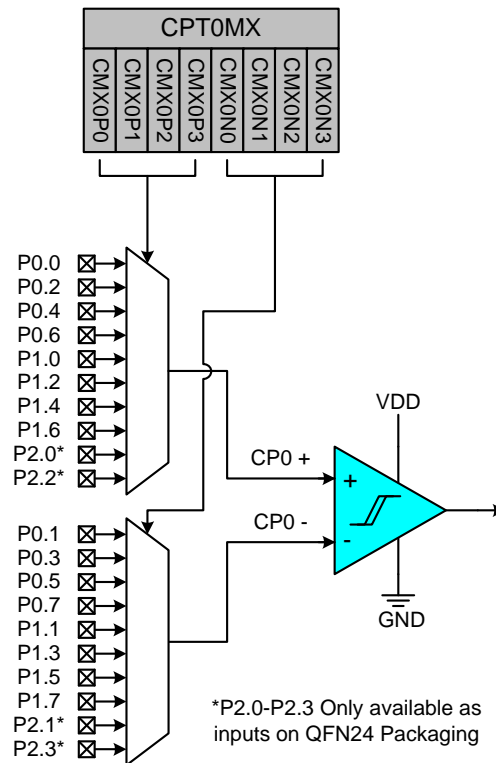 CPT0MX
CMX0P0
CMX0P1
CMX0P2
CMX0P3
CMX0N0
CMX0N1
CMX0N2
CMX0N3
P0.0
P0.2
P0.4
P0.6
P1.0
P1.2
P1.4
P1.6
P2.0*
P2.2*
VDD
CP0 +
+
CP0 -
-
GND
P0.1
P0.3
P0.5
P0.7
P1.1
P1.3
P1.5
P1.7
P2.1*
P2.3*
*P2.0-P2.3 Only available as
inputs on QFN24 Packaging